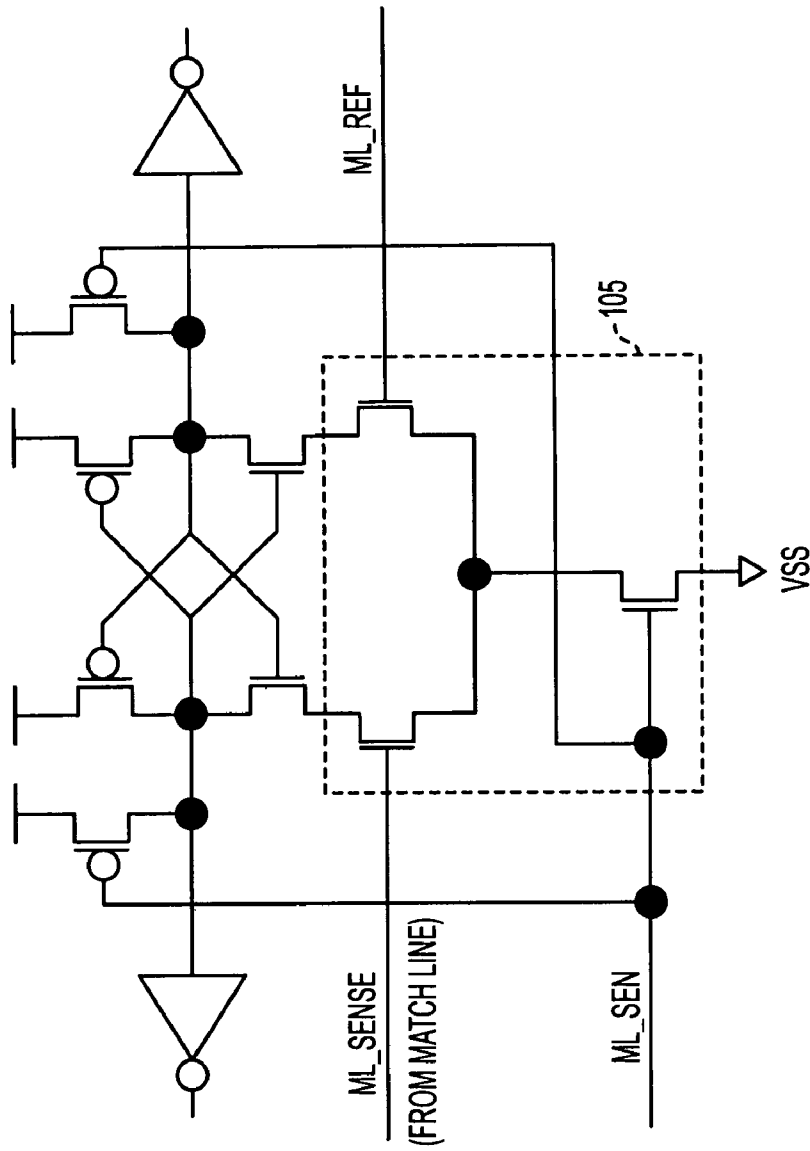 ML_REF
105
VSS
ML_SENSE
(FROM MATCH LINE)
ML_SEN